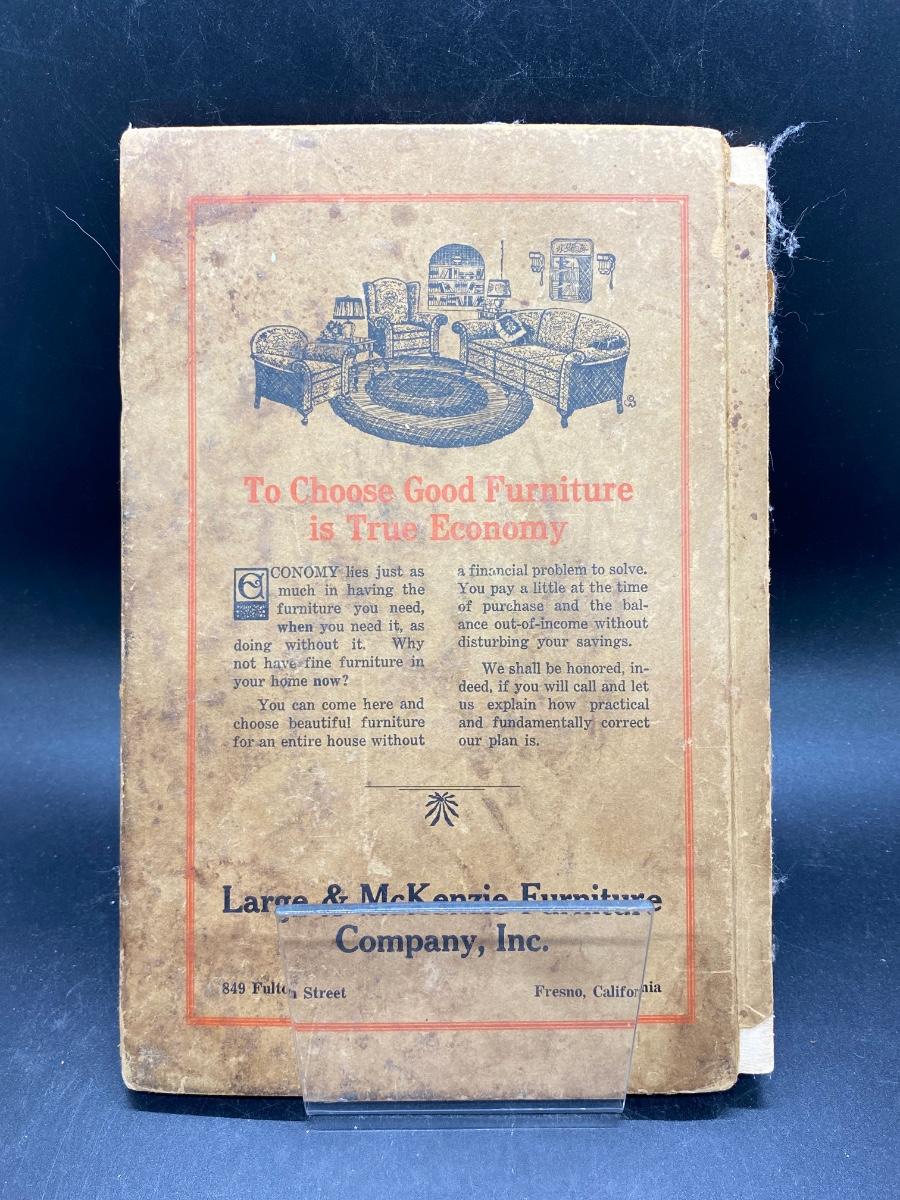 To Choose Good Furniture
is True Economy
ECONOMY lies just as
much in having the
furniture you need,
when you need it, as
doing without it. Why
not have fine furniture in
your home now?
You can come here and
choose beautiful furniture
for an entire house without
a financial problem to solve.
You pay a little at the time
of purchase and the bal-
ance out-of-income without
disturbing your savings.
We shall be honored, in-
deed, if you will call and let
us explain how practical
and fundamentally correct
our plan is.
Large & McKenzie Furniture
Company, Inc.
849 Fulton Street
Fresno, California